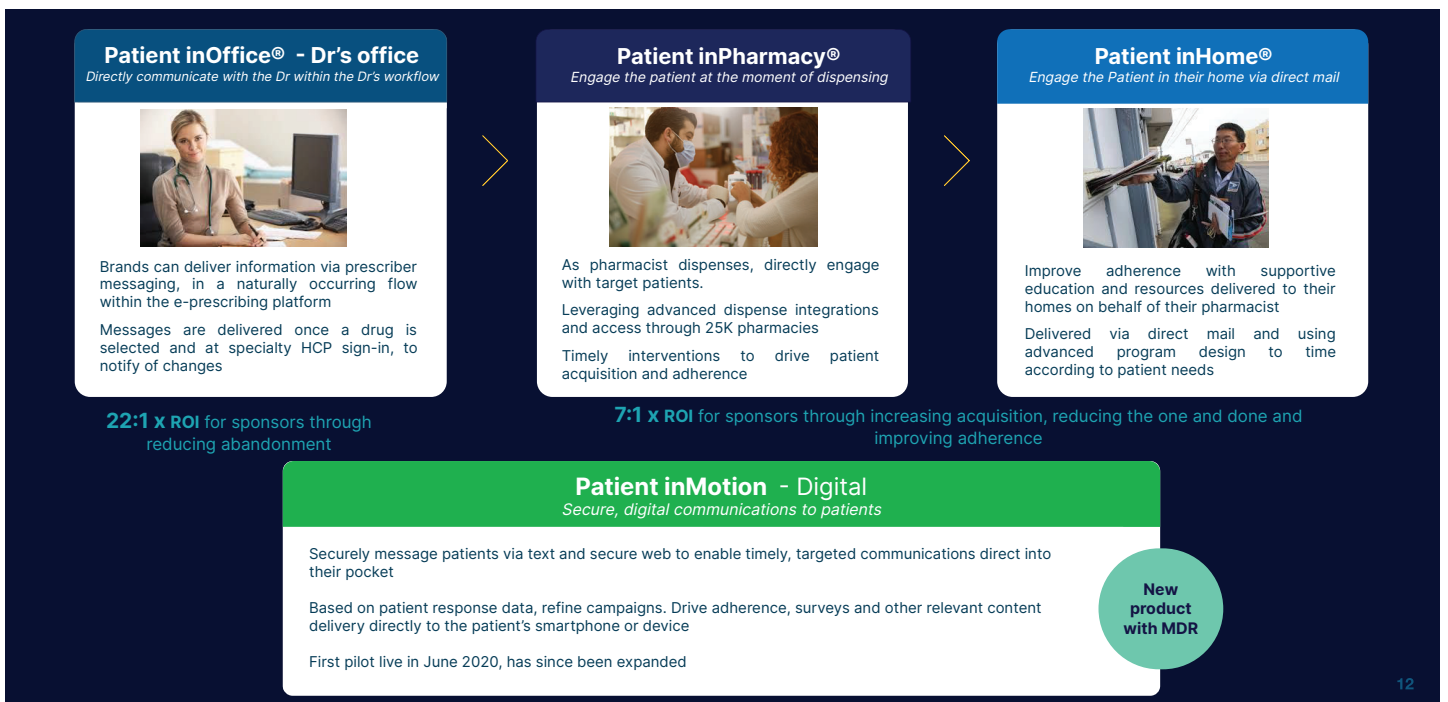 Patient inOffice® - Dr's office
Directly communicate with the Dr within the Dr's workflow
Brands can deliver information via prescriber
messaging, in a naturally occurring flow
within the e-prescribing platform
Messages are delivered once a drug is
selected and at specialty HCP sign-in, to
notify of changes
22:1 x ROI for sponsors through
reducing abandonment
Patient inPharmacy®
Engage the patient at the moment of dispensing
As pharmacist dispenses, directly engage
with target patients.
Leveraging advanced dispense integrations
and access through 25K pharmacies
Timely interventions to drive patient
acquisition and adherence
Patient inHome®
Engage the Patient in their home via direct mail
Improve adherence with supportive
education and resources delivered to their
homes on behalf of their pharmacist
Delivered via direct mail and using
advanced program design to time
according to patient needs
7:1 x ROI for sponsors through increasing acquisition, reducing the one and done and
improving adherence
Patient inMotion - Digital
Secure, digital communications to patients
Securely message patients via text and secure web to enable timely, targeted communications direct into
their pocket
Based on patient response data, refine campaigns. Drive adherence, surveys and other relevant content
delivery directly to the patient's smartphone or device
First pilot live in June 2020, has since been expanded
New
product
with MDR
12